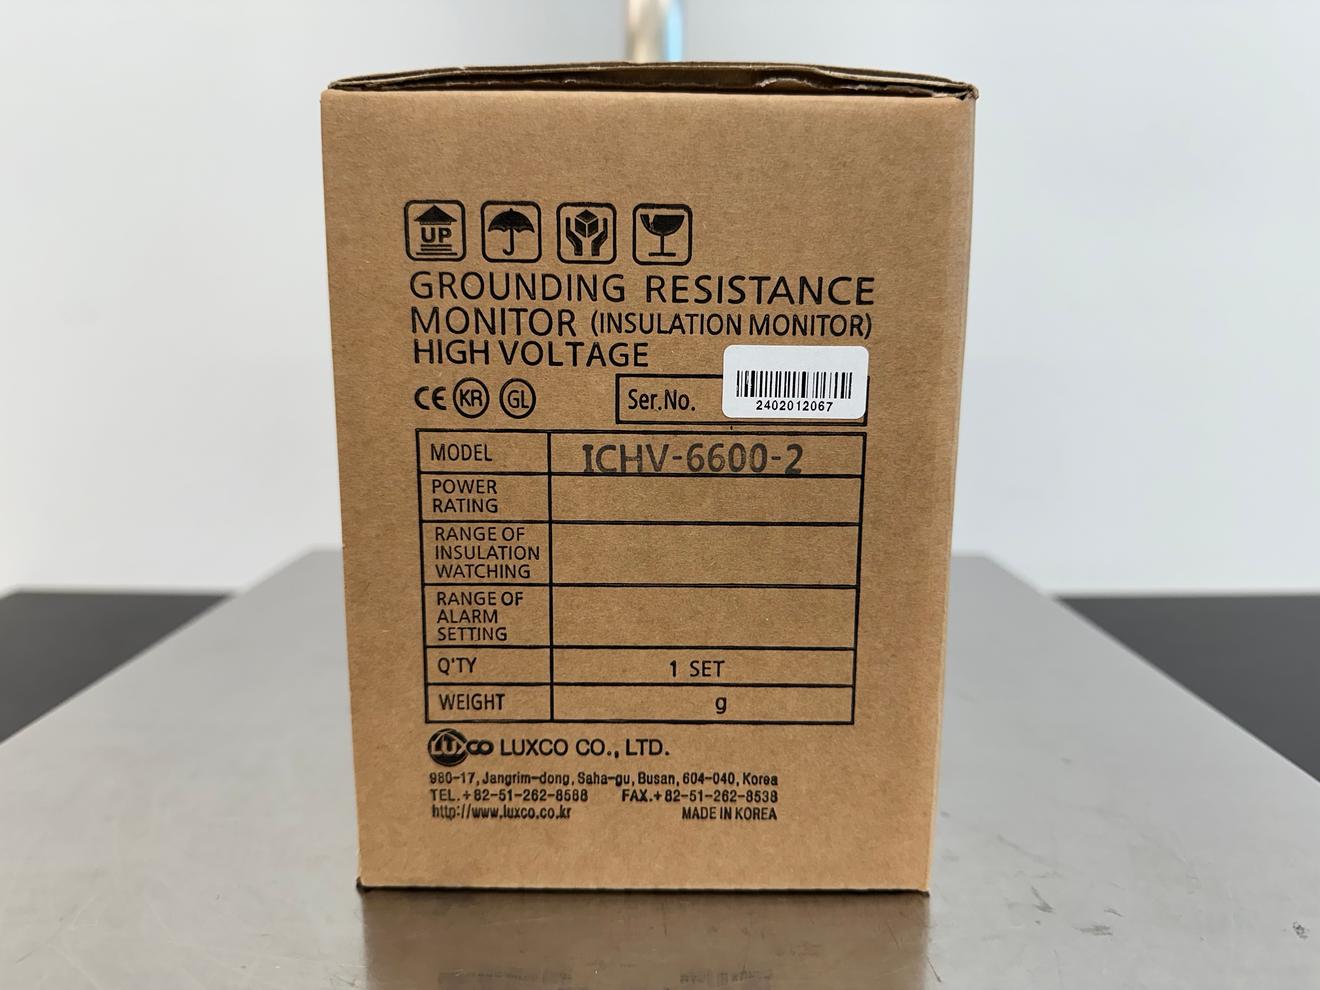 UP
GROUNDING RESISTANCE
MONITOR (INSULATION MONITOR)
HIGH VOLTAGE
CE KR GL
Ser.No.
2402012067
MODEL ICHV-6600-2
POWER
RATING
RANGE OF
INSULATION
WATCHING
RANGE OF
ALARM
SETTING
Q'TY 1 SET
WEIGHT g
LUXCO LUXCO CO., LTD.
980-17, Jangrim-dong, Saha-gu, Busan, 604-040, Korea
TEL.+82-51-262-8588 FAX.+82-51-262-8538
http://www.luxco.co.kr MADE IN KOREA